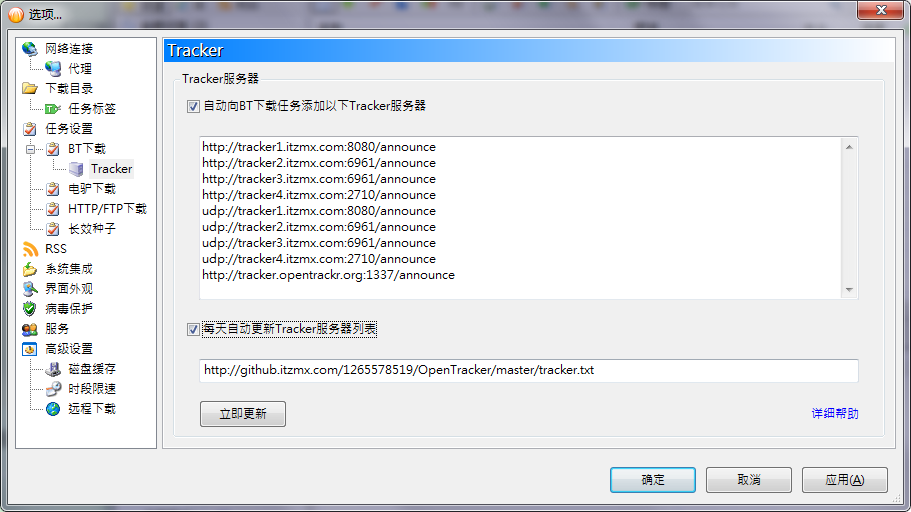 选项...
网络连接
代理
下载目录
任务标签
任务设置
BT下载
Tracker
电驴下载
HTTP/FTP下载
长效种子
RSS
系统集成
界面外观
病毒保护
服务
高级设置
磁盘缓存
时段限速
远程下载
Tracker
Tracker服务器
自动向BT下载任务添加以下Tracker服务器
http://tracker1.itzmx.com:8080/announce
http://tracker2.itzmx.com:6961/announce
http://tracker3.itzmx.com:6961/announce
http://tracker4.itzmx.com:2710/announce
udp://tracker1.itzmx.com:8080/announce
udp://tracker2.itzmx.com:6961/announce
udp://tracker3.itzmx.com:6961/announce
udp://tracker4.itzmx.com:2710/announce
http://tracker.opentrackr.org:1337/announce
每天自动更新Tracker服务器列表
http://github.itzmx.com/1265578519/OpenTracker/master/tracker.txt
立即更新
详细帮助
确定
取消
应用(A)